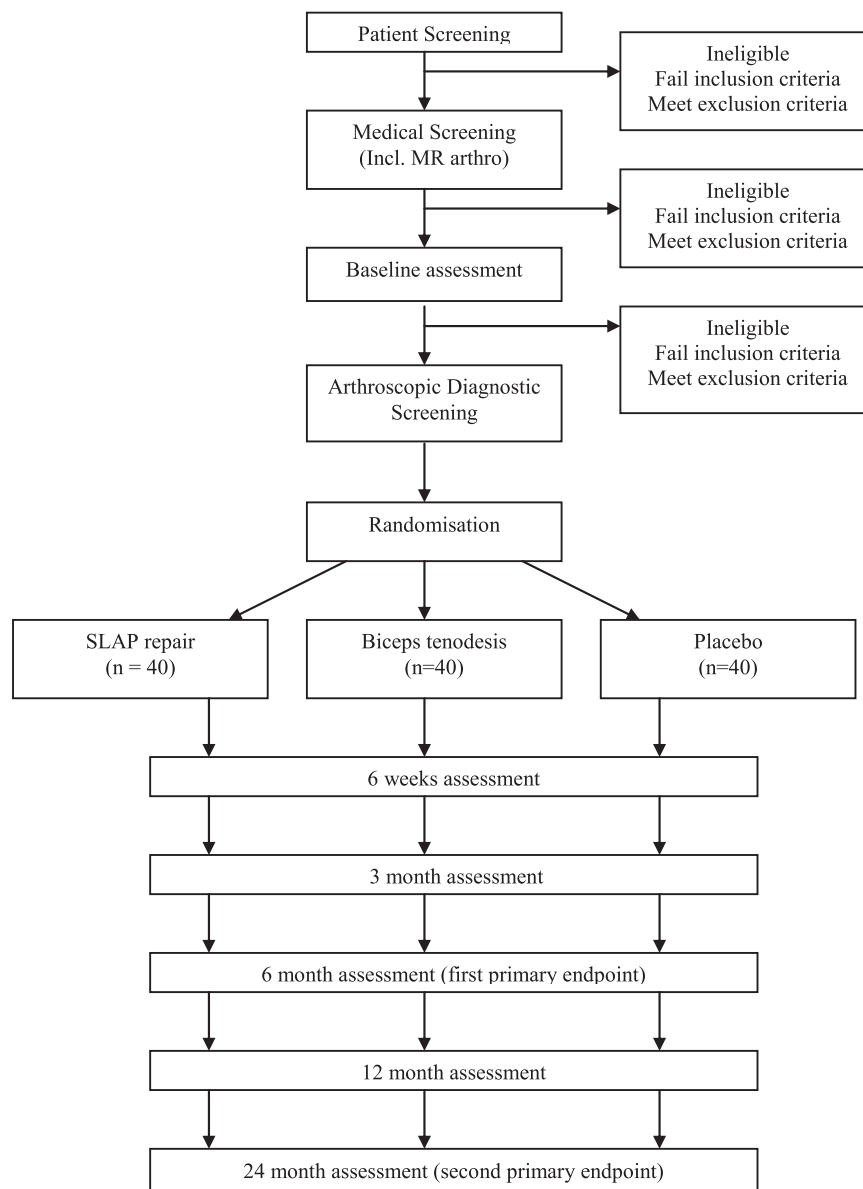 Patient Screening
Ineligible
Fail inclusion criteria
Meet exclusion criteria
Medical Screening
(Incl. MR arthro)
Ineligible
Fail inclusion criteria
Meet exclusion criteria
Baseline assessment
Ineligible
Fail inclusion criteria
Meet exclusion criteria
Arthroscopic Diagnostic
Screening
Randomisation
SLAP repair
(n = 40)
Biceps tenodesis
(n=40)
Placebo
(n=40)
6 weeks assessment
3 month assessment
6 month assessment (first primary endpoint)
12 month assessment
24 month assessment (second primary endpoint)